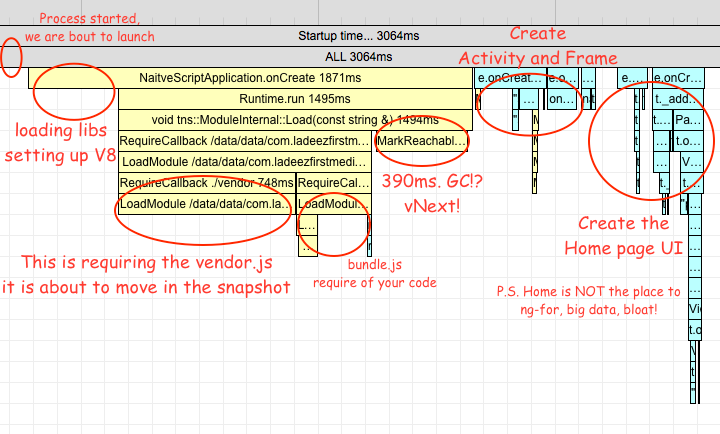 Process started,
we are bout to launch
Startup time... 3064ms
Create
Activity and Frame
ALL 3064ms
NaitveScriptApplication.onCreate 1871ms
e.onCreat...
e.o...
e....
e.onCr...
Runtime.run 1495ms
...
on...
t
t._add...
loading libs
setting up V8
void tns::ModuleInternal::Load(const string &) 1494ms
"
t....
Pa...
RequireCallback /data/data/com.ladeezfirstm...
MarkReachabl...
t
...
t.o...
LoadModule /data/data/com.ladeezfirstmedi...
...
V...
390ms. GC!?
vNext!
RequireCallback ./vendor 748ms
RequireCal...
t...
t....
LoadModule /data/data/com.la...
LoadModul...
L...
...
Create the
Home page UI
This is requiring the vendor.js
it is about to move in the snapshot
bundle.js
require of your code
P.S. Home is NOT the place to
ng-for, big data, bloat!
...
...
...
Vi
t.o
t
"